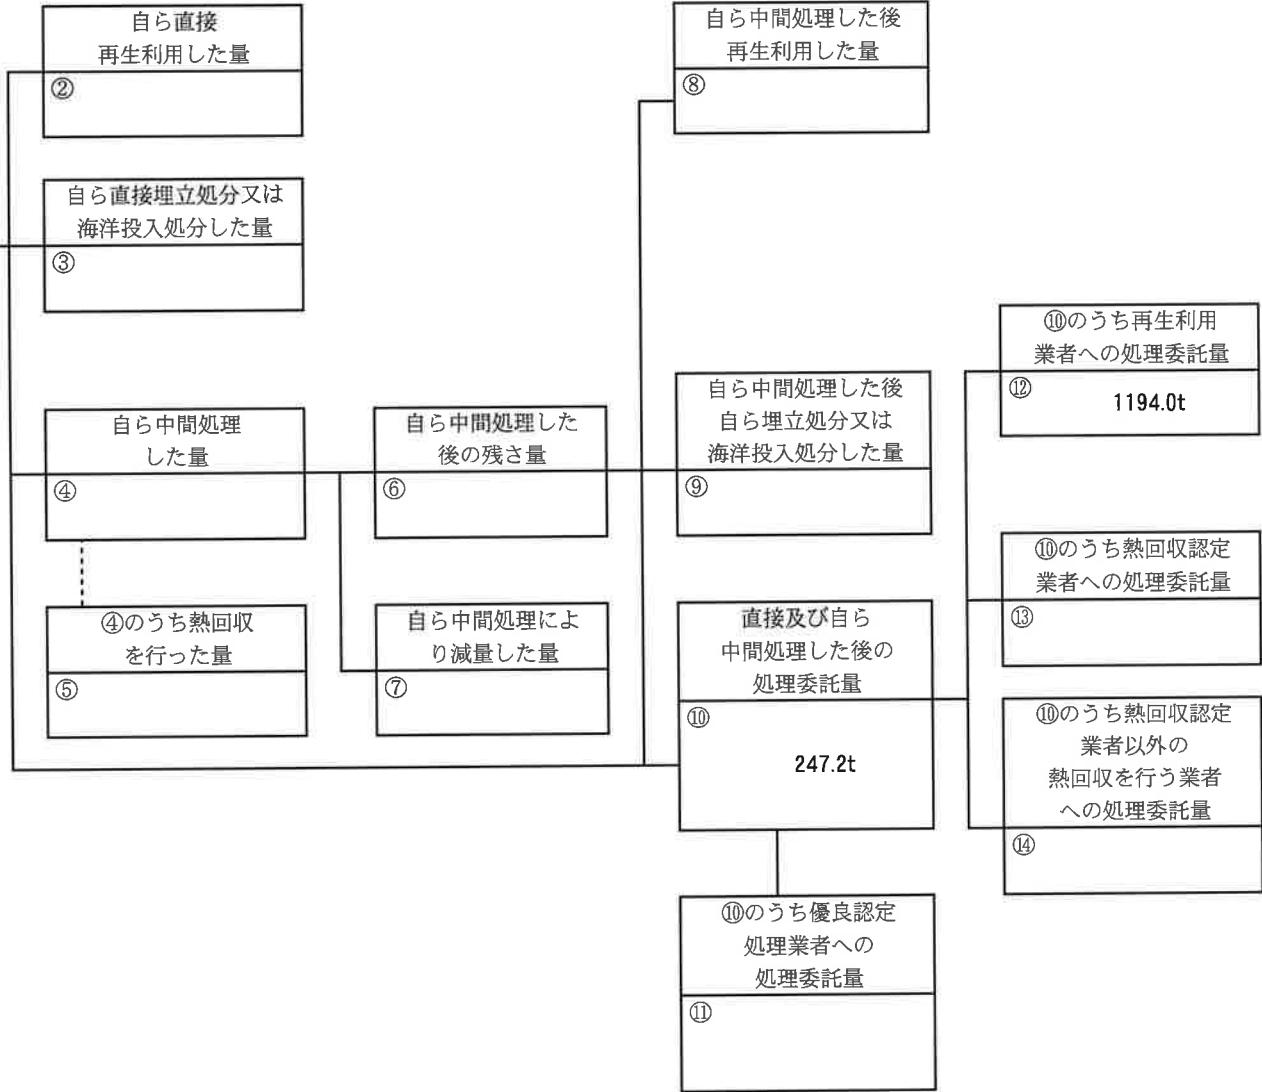 自ら直接
再生利用した量
②
自ら直接埋立処分又は
海洋投入処分した量
③
自ら中間処理
した量
④
④のうち熱回収
を行った量
⑤
自ら中間処理した
後の残さ量
⑥
自ら中間処理によ
り減量した量
⑦
自ら中間処理した後
再生利用した量
⑧
自ら中間処理した後
自ら埋立処分又は
海洋投入処分した量
⑨
直接及び自ら
中間処理した後の
処理委託量
⑩
247.2t
⑩のうち優良認定
処理業者への
処理委託量
⑪
⑩のうち再生利用
業者への処理委託量
⑫
1194.0t
⑩のうち熱回収認定
業者への処理委託量
⑬
⑩のうち熱回収認定
業者以外の
熱回収を行う業者
への処理委託量
⑭